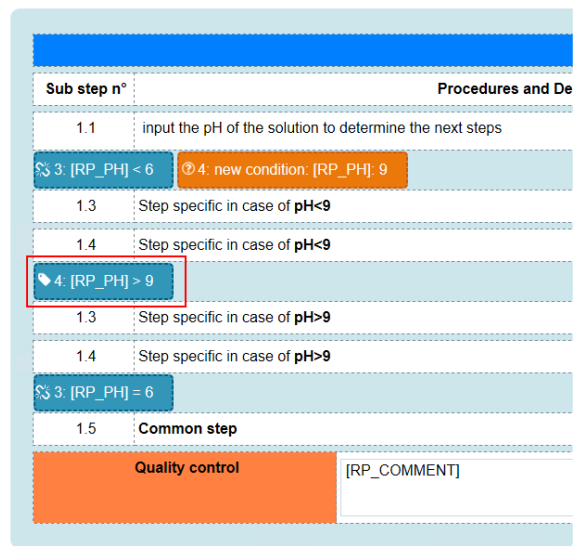 Sub step n° Procedures and De
1.1 input the pH of the solution to determine the next steps
3: [RP_PH] < 6 4: new condition: [RP_PH]: 9
1.3 Step specific in case of pH<9
1.4 Step specific in case of pH<9
4: [RP_PH] > 9
1.3 Step specific in case of pH>9
1.4 Step specific in case of pH>9
3: [RP_PH] = 6
1.5 Common step
Quality control [RP_COMMENT]